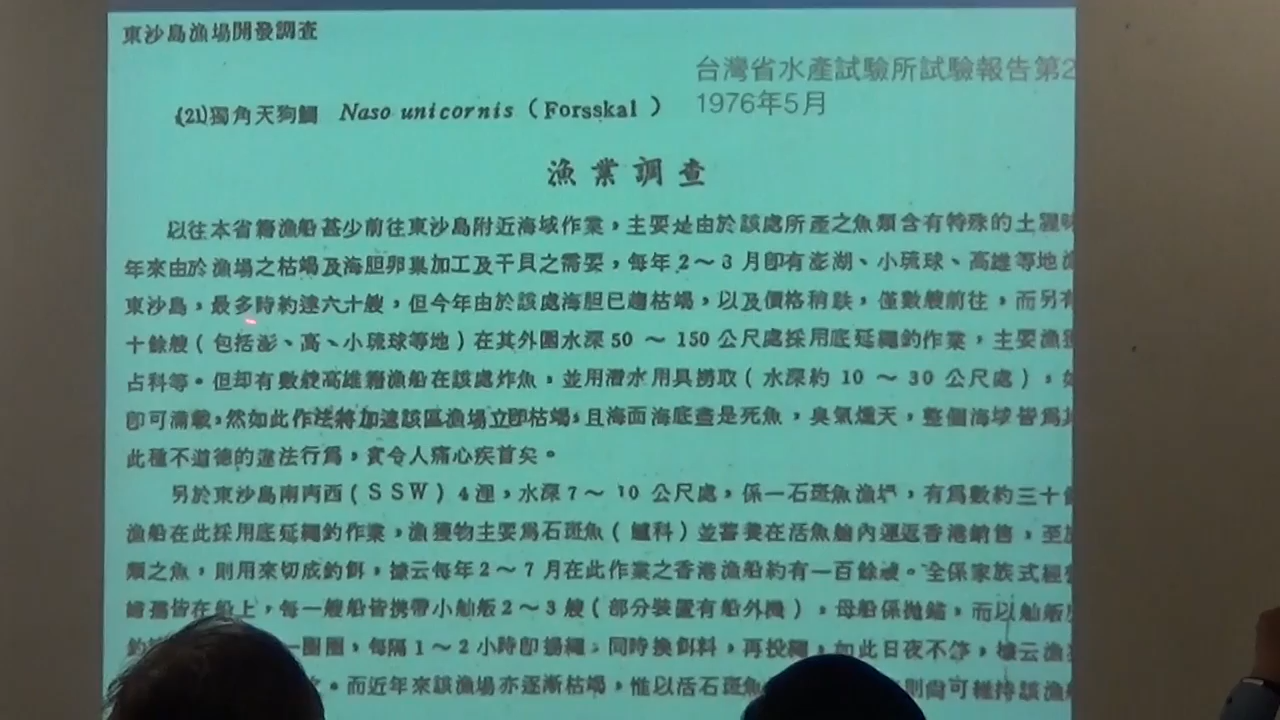 東沙島漁場開發調查
台灣省水產試驗所試驗報告第2
1976年5月
(21)獨角天狗鯛 Naso unicornis (Forsskal)
漁業調查
以往本省籍漁船甚少前往東沙島附近海域作業，主要是由於該處所產之魚類含有特殊的土
年來由於漁場之枯竭及海胆卵巢加工及干貝之需要，每年2～3月卽有澎湖、小琉球、高雄等地漁
東沙島，最多時約達六十艘，但今年由於該處海胆已趨枯竭，以及價格稍跌，僅數艘前往，而另有
十餘艘（包括澎、高、小琉球等地）在其外圍水深50～150公尺處採用底延繩釣作業，主要漁獲
占科等。但却有數艘高雄籍漁船在該處炸魚，並用潛水用具撈取（水深約10～30公尺處），
卽可滿載，然如此作法將加速該區漁場立卽枯竭，且海面海底盡是死魚，臭氣燻天，整個海域皆爲其
此種不道德的違法行爲，實令人痛心疾首矣。
另於東沙島南南西（SSW）4浬，水深7～10公尺處，係一石斑魚漁場，有爲數約三十餘
漁船在此採用底延繩釣作業，漁獲物主要爲石斑魚（鱸科）並蓄養在活魚艙內運返香港銷售，至於
類之魚，則用來切成釣餌，據云每年2～7月在此作業之香港漁船約有一百餘艘。全係家族式經營
皆在船上，每一艘船皆携帶小舢舨2～3艘（部分裝置有船外機），母船係拋錨，而以舢舨
釣 一圈圈，每隔1～2小時卽揚繩，同時換餌料，再投繩，如此日夜不停，據云漁
。而近年來該漁場亦逐漸枯竭，惟以活石斑魚 則尚可維持該漁